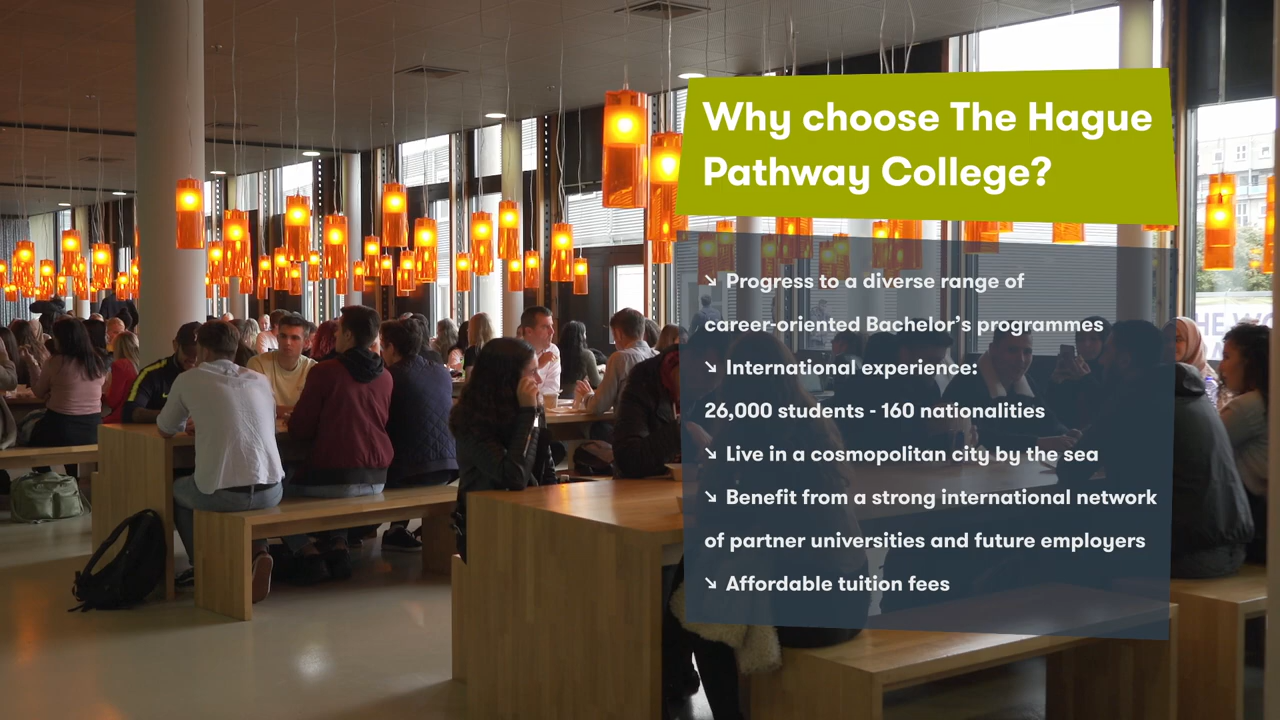 Why choose The Hague
Pathway College?
↘ Progress to a diverse range of
career-oriented Bachelor’s programmes
↘ International experience:
26,000 students - 160 nationalities
↘ Live in a cosmopolitan city by the sea
↘ Benefit from a strong international network
of partner universities and future employers
↘ Affordable tuition fees